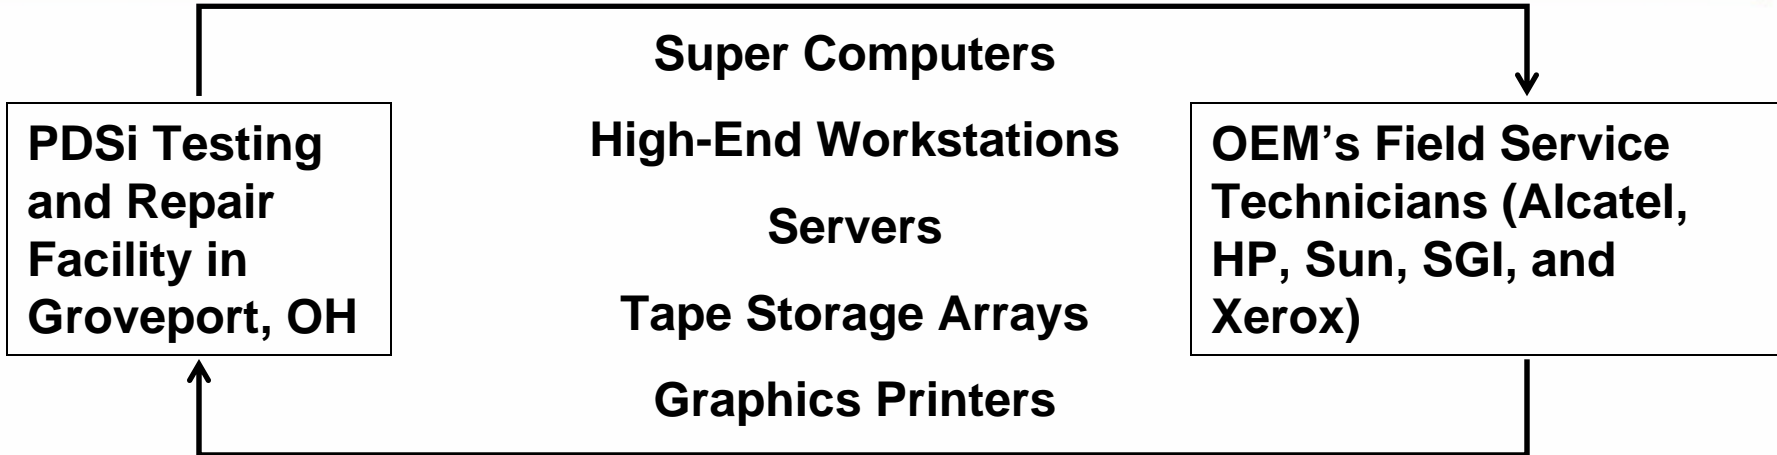 PDSi Testing
and Repair
Facility in
Groveport, OH
Super Computers
High-End Workstations
Servers
Tape Storage Arrays
Graphics Printers
OEM’s Field Service
Technicians (Alcatel,
HP, Sun, SGI, and
Xerox)